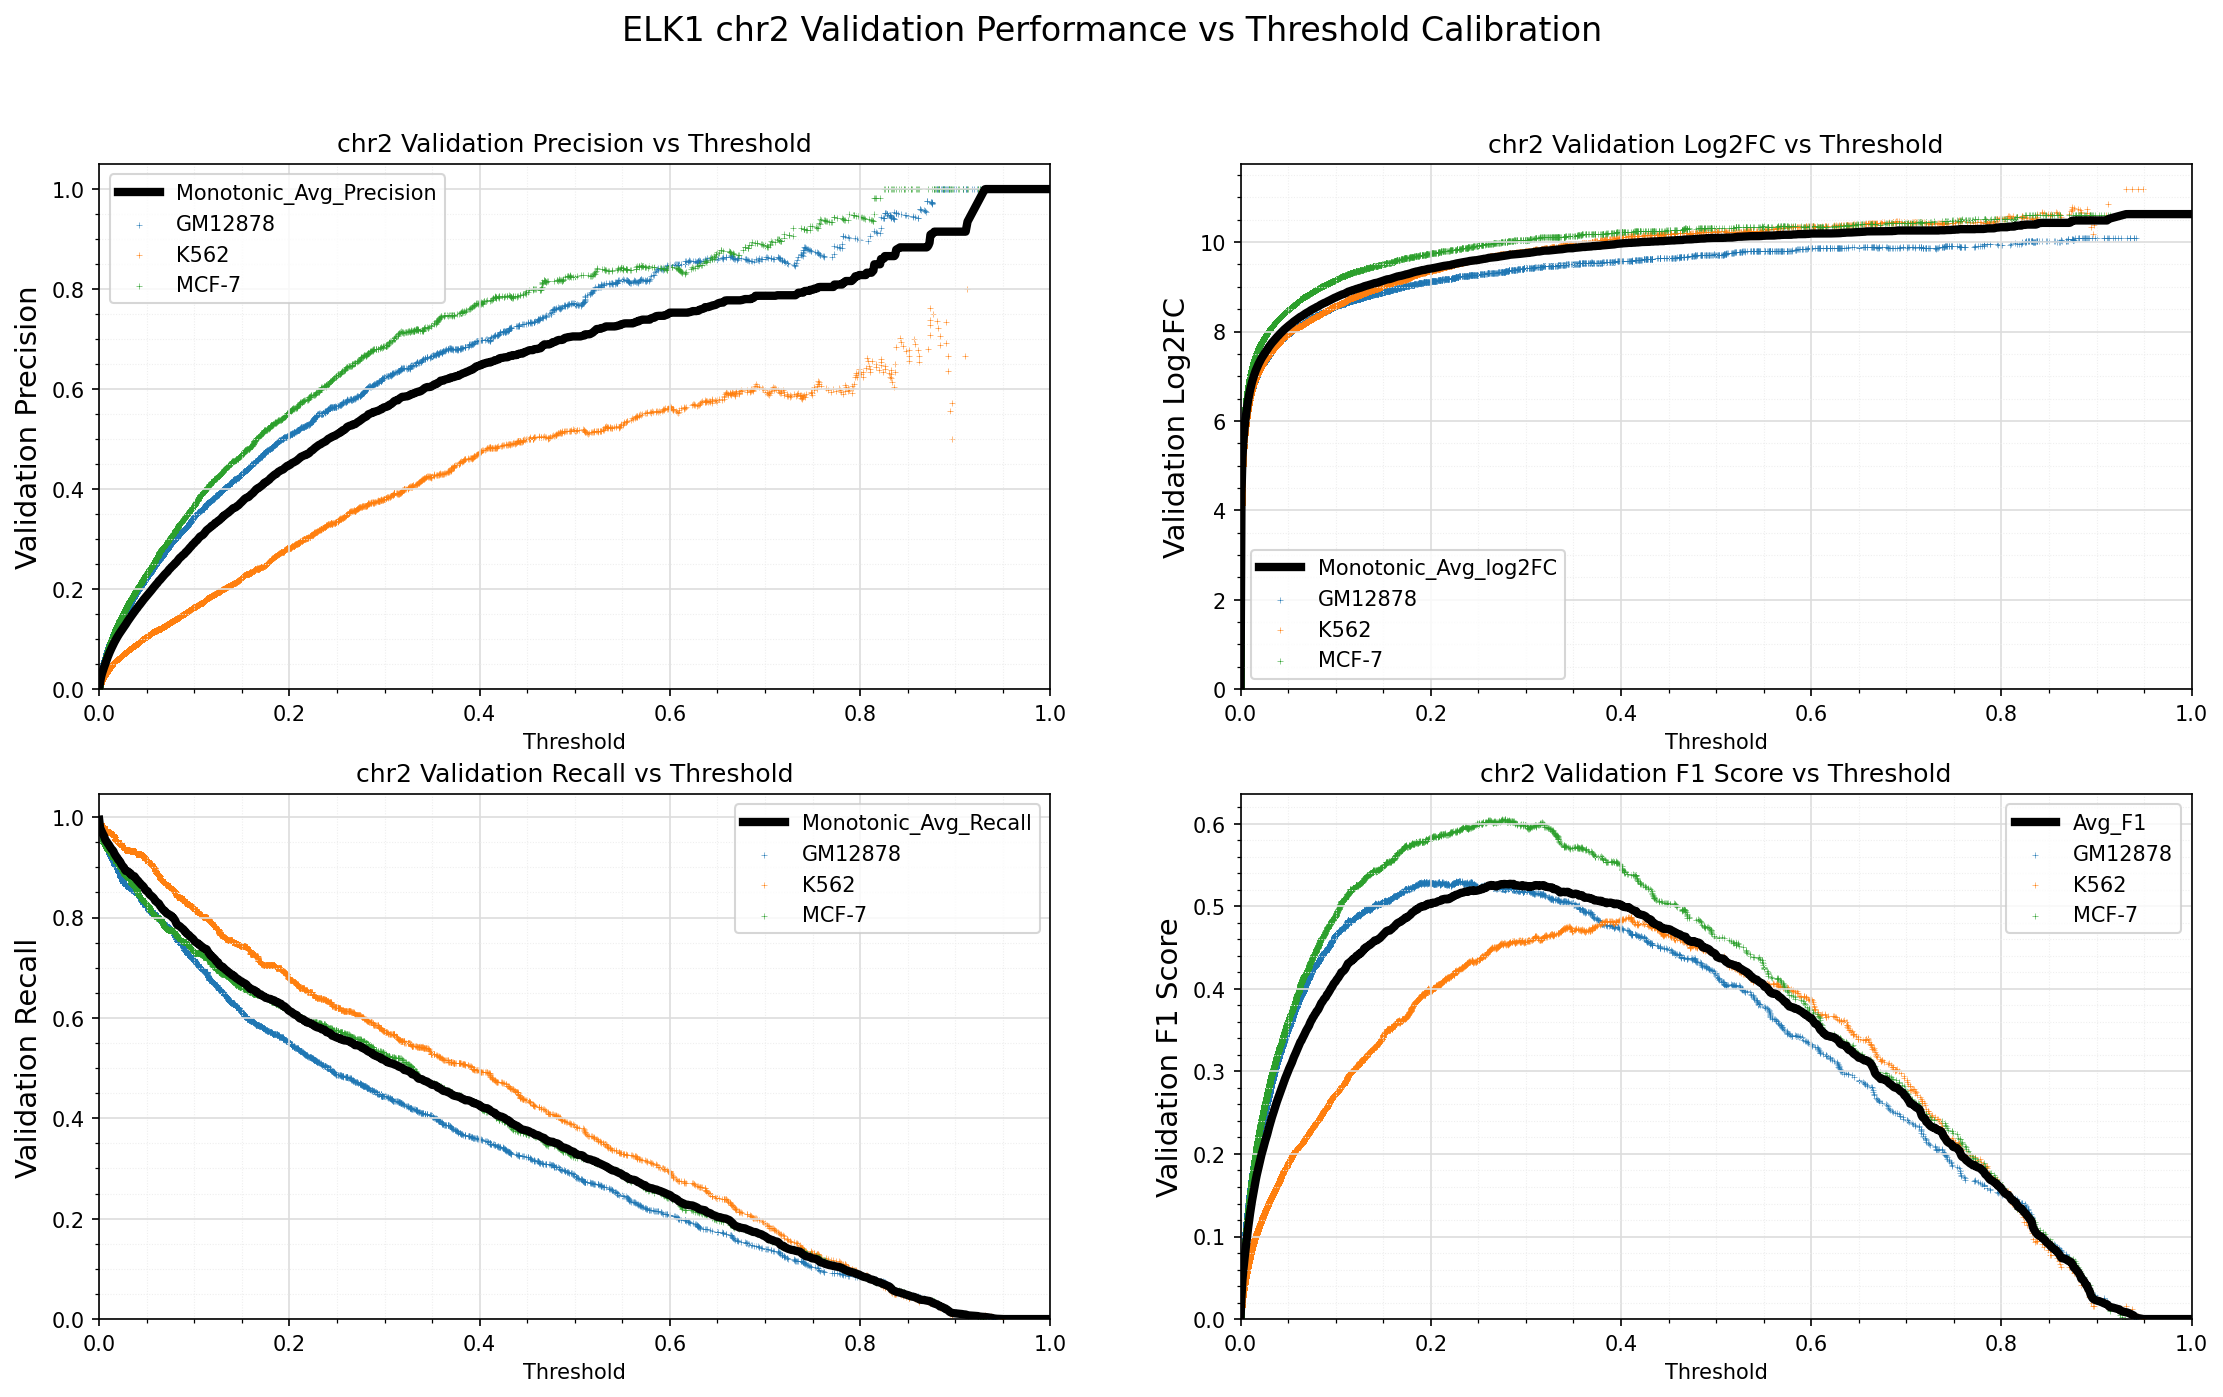 ELK1 chr2 Validation Performance vs Threshold Calibration
chr2 Validation Precision vs Threshold
Validation Precision
1.0
0.8
0.6
0.4
0.2
0.0
Monotonic_Avg_Precision
GM12878
K562
MCF-7
0.0 0.2 0.4 0.6 0.8 1.0
Threshold
chr2 Validation Log2FC vs Threshold
Validation Log2FC
10
8
6
4
2
0
Monotonic_Avg_log2FC
GM12878
K562
MCF-7
0.0 0.2 0.4 0.6 0.8 1.0
Threshold
chr2 Validation Recall vs Threshold
Validation Recall
1.0
0.8
0.6
0.4
0.2
0.0
Monotonic_Avg_Recall
GM12878
K562
MCF-7
0.0 0.2 0.4 0.6 0.8 1.0
Threshold
chr2 Validation F1 Score vs Threshold
Validation F1 Score
0.6
0.5
0.4
0.3
0.2
0.1
0.0
Avg_F1
GM12878
K562
MCF-7
0.0 0.2 0.4 0.6 0.8 1.0
Threshold